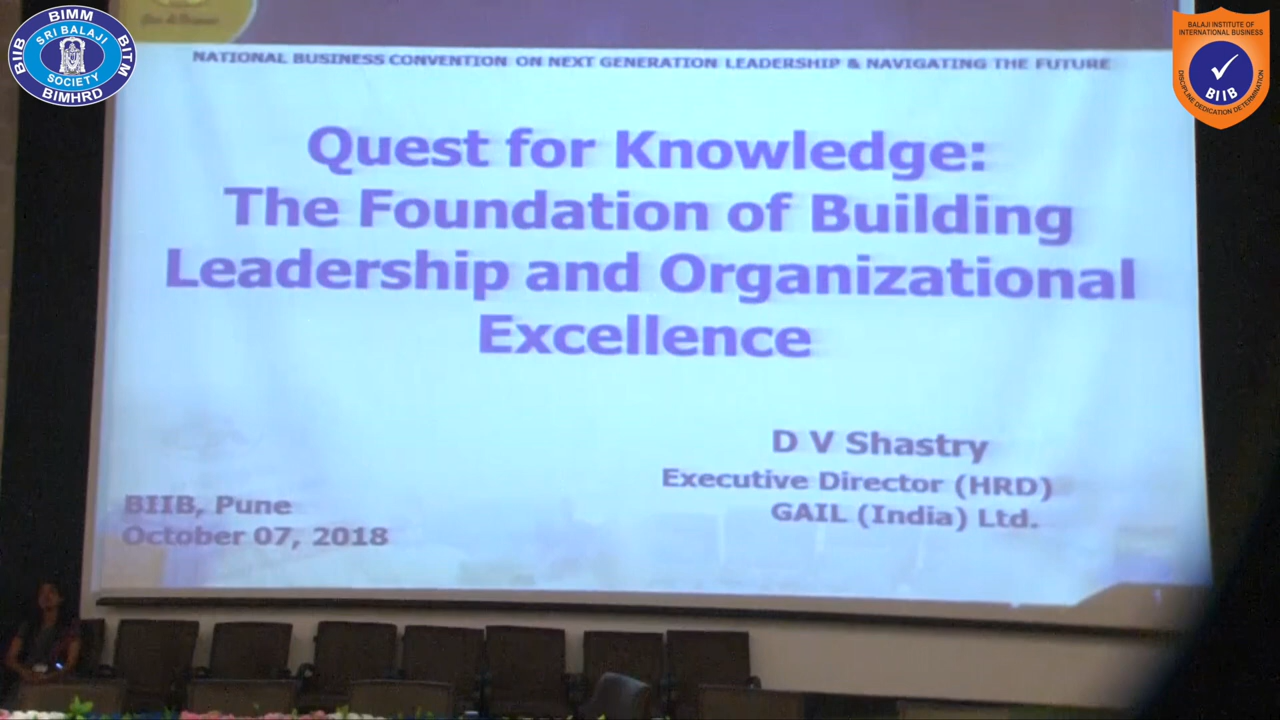 BIMM
BIIB
SRI BALAJI
SOCIETY
BITM
BIMHRD
BALAJI INSTITUTE OF
INTERNATIONAL BUSINESS
BIIB
DISCIPLINE DEDICATION DETERMINATION
NATIONAL BUSINESS CONVENTION ON NEXT GENERATION LEADERSHIP & NAVIGATING THE FUTURE
Quest for Knowledge:
The Foundation of Building
Leadership and Organizational
Excellence
D V Shastry
Executive Director (HRD)
GAIL (India) Ltd.
BIIB, Pune
October 07, 2018